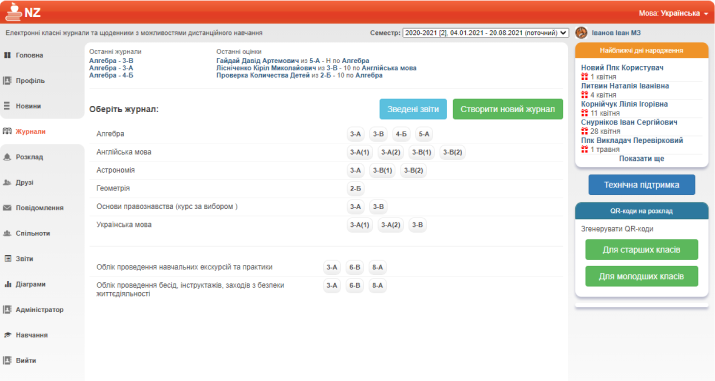 NZ
Мова: Українська
Електронні класні журнали та щоденники з можливостями дистанційного навчання
Семестр: 2020-2021 [2], 04.01.2021 - 20.08.2021 (поточний)
Іванов Іван МЗ
Головна
Профіль
Новини
Журнали
Розклад
Друзі
Повідомлення
Спільноти
Звіти
Діаграми
Адміністратор
Навчання
Вийти
Останні журнали
Алгебра - 3-В
Алгебра - 3-А
Алгебра - 4-Б
Останні оцінки
Гайдай Давід Артемович из 5-А - Н по Алгебра
Лісніченко Кіріл Миколайович из 3-В - 10 по Англійська мова
Проверка Количества Детей из 2-Б - 10 по Алгебра
Оберіть журнал:
Зведені звіти
Створити новий журнал
Алгебра 3-А 3-В 4-Б 5-А
Англійська мова 3-А(1) 3-А(2) 3-В(1) 3-В(2)
Астрономія 3-А 3-В(1) 3-В(2)
Геометрія 2-Б
Основи правознавства (курс за вибором ) 3-А 3-В
Українська мова 3-А(1) 3-А(2) 3-В
Облік проведення навчальних екскурсій та практики 3-А 6-В 8-А
Облік проведення бесід, інструктажів, заходів з безпеки 3-А 6-В 8-А
життєдіяльності
Найближчі дні народження
Новий Ппк Користувач
1 квітня
Литвин Наталія Іванівна
4 квітня
Корнійчук Лілія Ігорівна
11 квітня
Снурніков Іван Сергійович
28 квітня
Ппк Викладач Перевірковий
1 травня
Показати ще
Технічна підтримка
QR-коди на розклад
Згенерувати QR-коди
Для старших класів
Для молодших класів